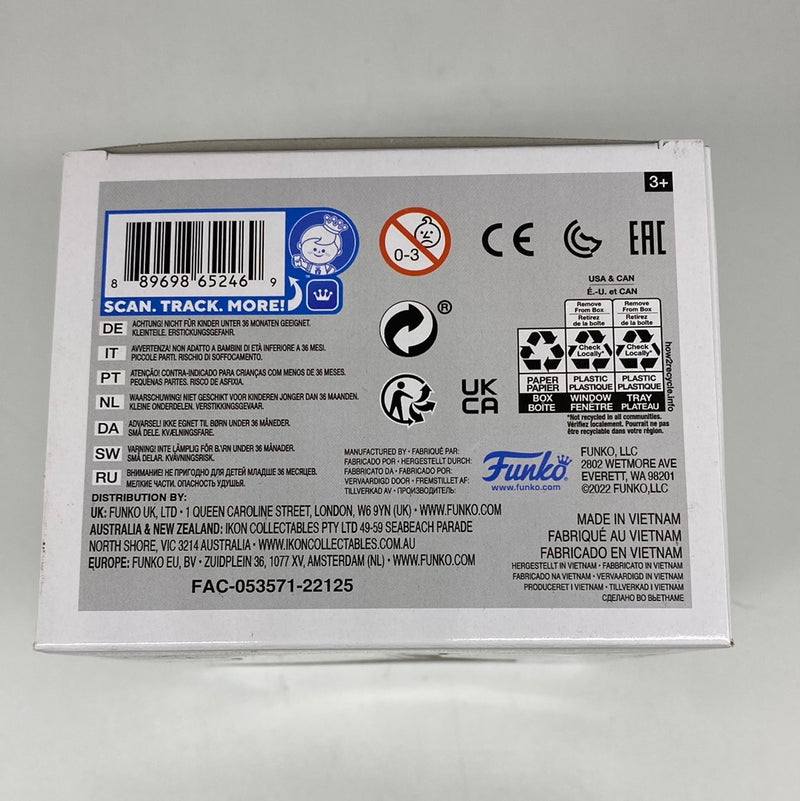 3+
8 89698 65246 9
™
SCAN. TRACK. MORE!
0-3
CE
EAC
®
UK
CA
USA & CAN
É.-U. et CAN
Remove From Box
Retirez de la boîte
Remove From Box
Retirez de la boîte
Check Locally*
Check Locally*
PAPER
PAPIER
PLASTIC
PLASTIQUE
PLASTIC
PLASTIQUE
BOX
BOÎTE
WINDOW
FENÊTRE
TRAY
PLATEAU
*Not recycled in all communities.
Vérifiez localement. Pourrait ne pas
être recyclable dans votre région.
how2recycle.info
DE ACHTUNG! NICHT FÜR KINDER UNTER 36 MONATEN GEEIGNET.
KLEINTEILE. ERSTICKUNGSGEFAHR.
IT AVVERTENZA! NON ADATTO A BAMBINI DI ETÀ INFERIORE A 36 MESI.
PICCOLE PARTI. RISCHIO DI SOFFOCAMENTO.
PT ATENÇÃO! CONTRA-INDICADO PARA CRIANÇAS COM MENOS DE 36 MESES.
PEQUENAS PARTES. RISCO DE ASFIXIA.
NL WAARSCHUWING! NIET GESCHIKT VOOR KINDEREN JONGER DAN 36 MAANDEN.
KLEINE ONDERDELEN. VERSTIKKINGSGEVAAR.
DA ADVARSEL! IKKE EGNET TIL BØRN UNDER 36 MÅNEDER.
SMÅ DELE. KVÆLNINGSFARE.
SW VARNING! INTE LÄMPLIG FÖR BARN UNDER 36 MÅNADER.
SMÅ DELAR. KVÄVNINGSRISK.
RU ВНИМАНИЕ! НЕ ПРИГОДНО ДЛЯ ДЕТЕЙ МЛАДШЕ 36 МЕСЯЦЕВ.
МЕЛКИЕ ЧАСТИ. ОПАСНОСТЬ УДУШЬЯ.
MANUFACTURED BY • FABRIQUÉ PAR:
FABRICADO POR • HERGESTELLT DURCH:
FABRICATO DA • FABRICADO POR:
VERVAARDIGD DOOR • FREMSTILLET AF:
TILLVERKAD AV • ПРОИЗВОДИТЕЛЬ:
Funko
www.funko.com
FUNKO, LLC
2802 WETMORE AVE
EVERETT, WA 98201
©2022 FUNKO,LLC
DISTRIBUTION BY:
UK: FUNKO UK, LTD • 1 QUEEN CAROLINE STREET, LONDON, W6 9YN (UK) • WWW.FUNKO.COM
AUSTRALIA & NEW ZEALAND: IKON COLLECTABLES PTY LTD 49-59 SEABEACH PARADE
NORTH SHORE, VIC 3214 AUSTRALIA • WWW.IKONCOLLECTABLES.COM.AU
EUROPE: FUNKO EU, BV • ZUIDPLEIN 36, 1077 XV, AMSTERDAM (NL) • WWW.FUNKO.COM
FAC-053571-22125
MADE IN VIETNAM
FABRIQUÉ AU VIETNAM
FABRICADO EN VIETNAM
HERGESTELLT IN VIETNAM • FABBRICATO IN VIETNAM
FABRICADO NA VIETNAM • VERVAARDIGD IN VIETNAM
PRODUCERET I VIETNAM • TILLVERKAD I VIETNAM
СДЕЛАНО ВО ВЬЕТНАМЕ